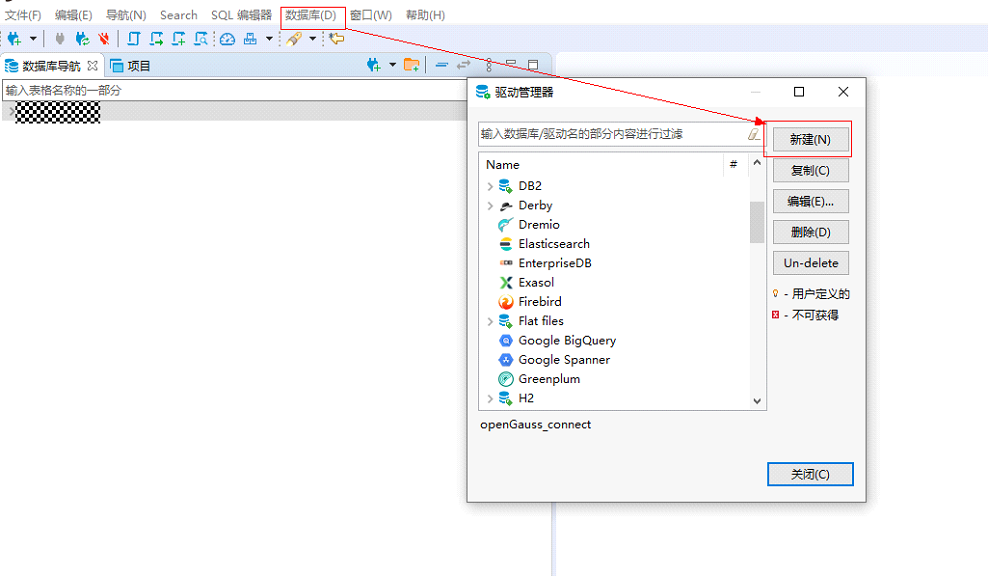 文件(F) 编辑(E) 导航(N) Search SQL 编辑器 数据库(D) 窗口(W) 帮助(H)
数据库导航 项目
输入表格名称的一部分
驱动管理器
输入数据库/驱动名的部分内容进行过滤
新建(N)
Name #
复制(C)
DB2
编辑(E)...
Derby
Dremio
删除(D)
Elasticsearch
EnterpriseDB
Un-delete
Exasol
- 用户定义的
Firebird
- 不可获得
Flat files
Google BigQuery
Google Spanner
Greenplum
H2
openGauss_connect
关闭(C)